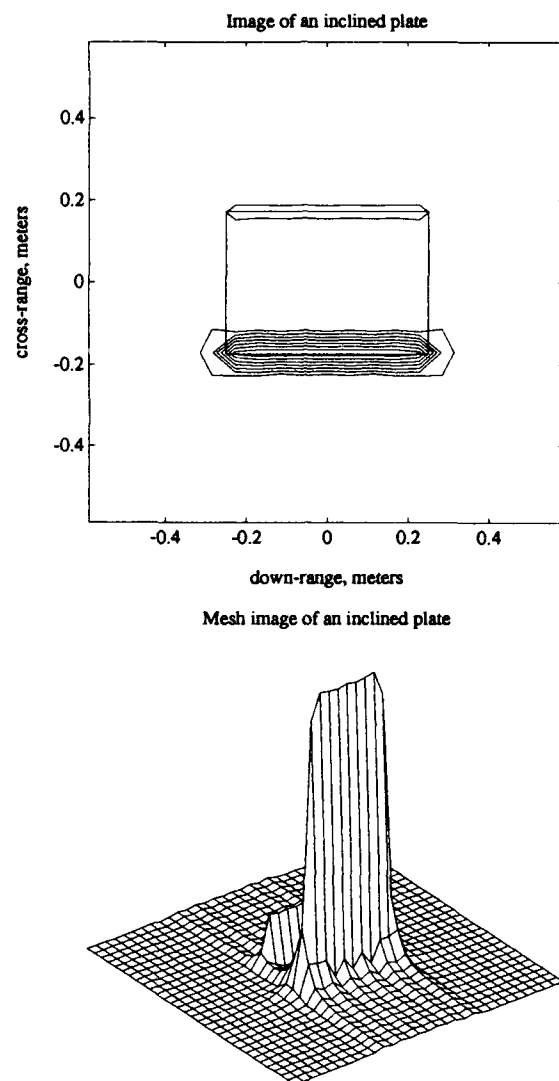 Image of an inclined plate
0.4
0.2
0
-0.2
-0.4
cross-range, meters
-0.4 -0.2 0 0.2 0.4
down-range, meters
Mesh image of an inclined plate